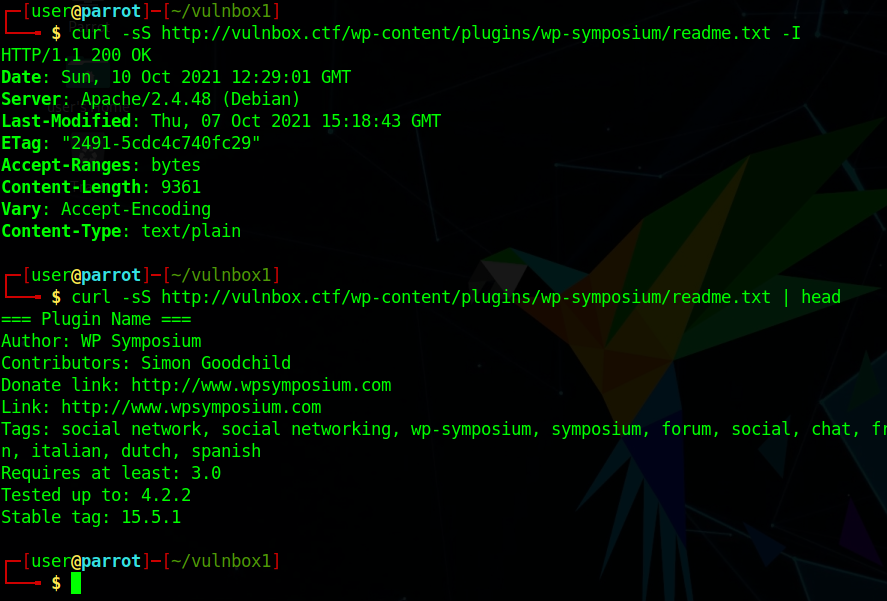 ┌─[user@parrot]─[~/vulnbox1]
└──╼ $ curl -sS http://vulnbox.ctf/wp-content/plugins/wp-symposium/readme.txt -I
HTTP/1.1 200 OK
Date: Sun, 10 Oct 2021 12:29:01 GMT
Server: Apache/2.4.48 (Debian)
Last-Modified: Thu, 07 Oct 2021 15:18:43 GMT
ETag: "2491-5cdc4c740fc29"
Accept-Ranges: bytes
Content-Length: 9361
Vary: Accept-Encoding
Content-Type: text/plain

┌─[user@parrot]─[~/vulnbox1]
└──╼ $ curl -sS http://vulnbox.ctf/wp-content/plugins/wp-symposium/readme.txt | head
=== Plugin Name ===
Author: WP Symposium
Contributors: Simon Goodchild
Donate link: http://www.wpsymposium.com
Link: http://www.wpsymposium.com
Tags: social network, social networking, wp-symposium, symposium, forum, social, chat, fr
n, italian, dutch, spanish
Requires at least: 3.0
Tested up to: 4.2.2
Stable tag: 15.5.1

┌─[user@parrot]─[~/vulnbox1]
└──╼ $